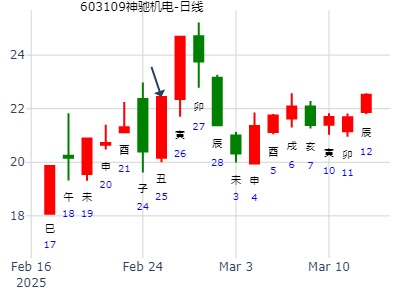 603109神驰机电-日线
24
22
20
18
巳
17
午
18
未
19
申
20
酉
21
子
24
丑
25
寅
26
卯
27
辰
28
未
3
申
4
酉
5
戌
6
亥
7
寅
10
卯
11
辰
12
Feb 16
2025
Feb 24
Mar 3
Mar 10